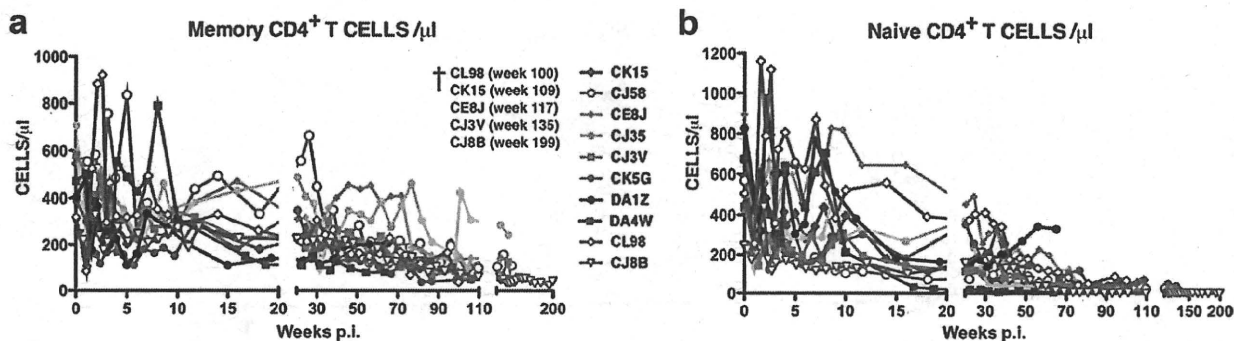 a
Memory CD4+ T CELLS/µl
CELLS/µl
1000
800
600
400
200
0
0 5 10 15 20
30 50 70 90 110
200
Weeks p.i.
† CL98 (week 100)
CK15 (week 109)
CE8J (week 117)
CJ3V (week 135)
CJ8B (week 199)
CK15
CJ58
CE8J
CJ35
CJ3V
CK5G
DA1Z
DA4W
CL98
CJ8B
b
Naive CD4+ T CELLS/µl
CELLS/µl
1200
1000
800
600
400
200
0
0 5 10 15 20
30 50 70 90 110
150 200
Weeks p.i.